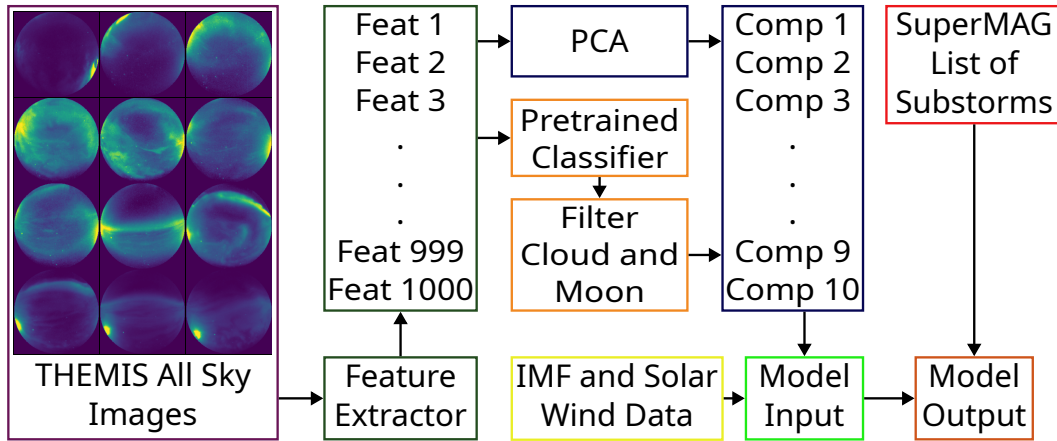 THEMIS All Sky
Images
Feature
Extractor
Feat 1
Feat 2
Feat 3
.
.
.
Feat 999
Feat 1000
PCA
Pretrained
Classifier
Filter
Cloud and
Moon
Comp 1
Comp 2
Comp 3
.
.
.
Comp 9
Comp 10
IMF and Solar
Wind Data
Model
Input
SuperMAG
List of
Substorms
Model
Output